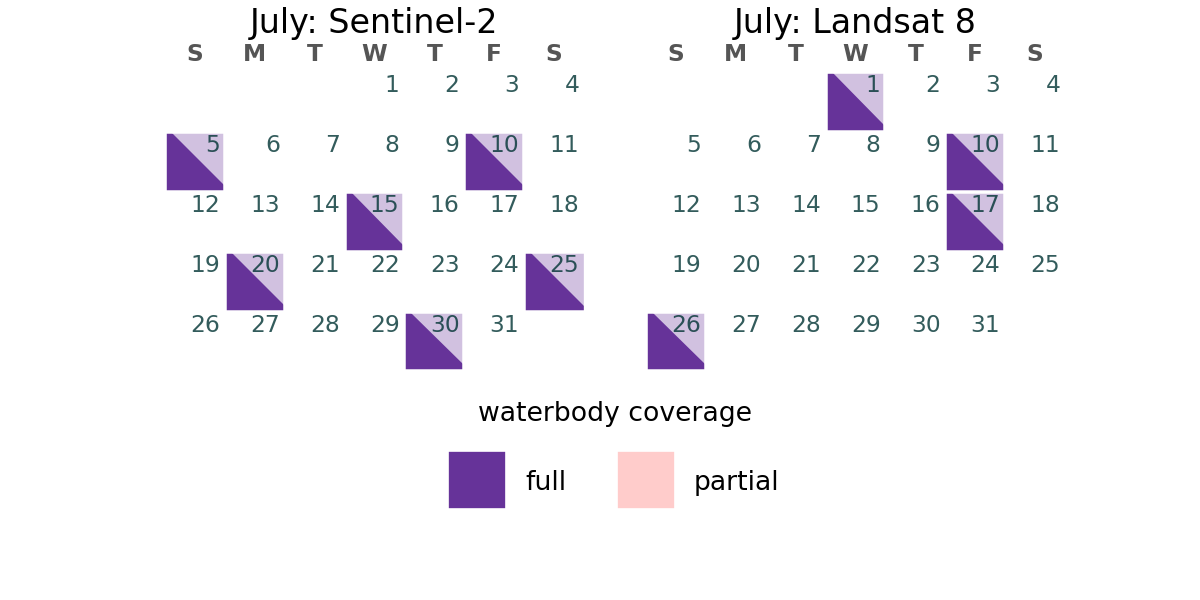 July: Sentinel-2
S M T W T F S
1 2 3 4
5 6 7 8 9 10 11
12 13 14 15 16 17 18
19 20 21 22 23 24 25
26 27 28 29 30 31
July: Landsat 8
S M T W T F S
1 2 3 4
5 6 7 8 9 10 11
12 13 14 15 16 17 18
19 20 21 22 23 24 25
26 27 28 29 30 31
waterbody coverage
full partial